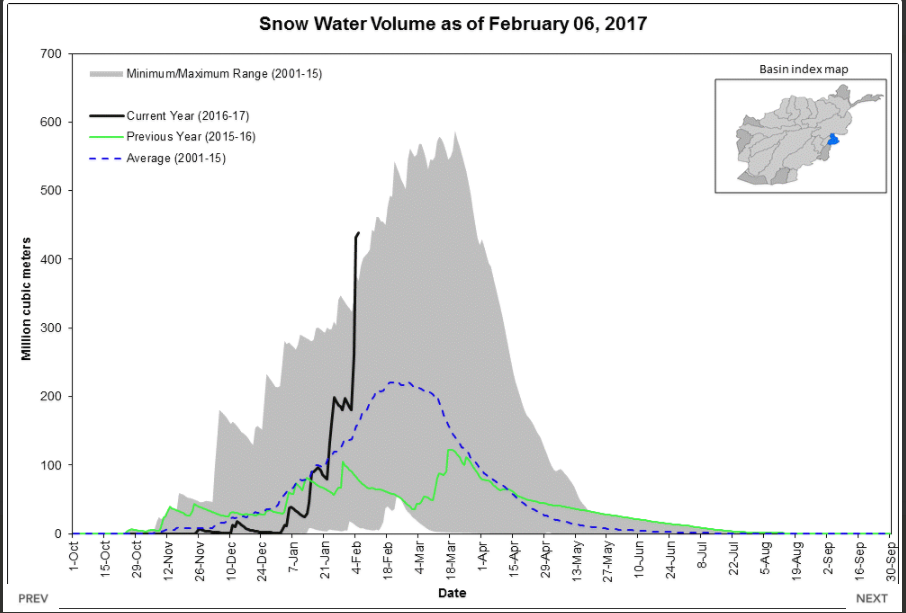 Snow Water Volume as of February 06, 2017
700
600
500
400
300
200
100
0
Million cubic meters
Minimum/Maximum Range (2001-15)
Current Year (2016-17)
Previous Year (2015-16)
Average (2001-15)
Basin index map
1-Oct
15-Oct
29-Oct
12-Nov
26-Nov
10-Dec
24-Dec
7-Jan
21-Jan
4-Feb
18-Feb
4-Mar
18-Mar
1-Apr
15-Apr
29-Apr
13-May
27-May
10-Jun
24-Jun
8-Jul
22-Jul
5-Aug
19-Aug
2-Sep
16-Sep
30-Sep
Date
PREV
NEXT